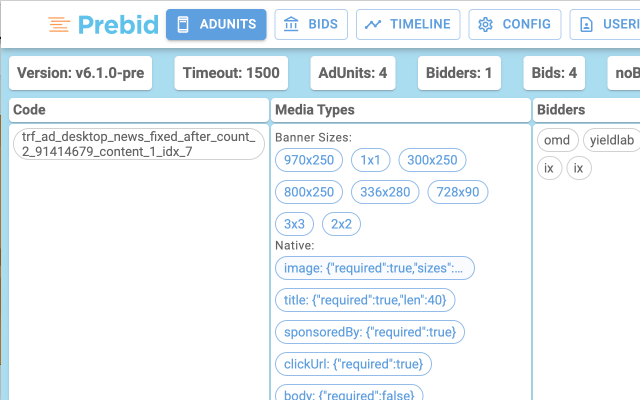 Prebid ADUNITS BIDS TIMELINE CONFIG USERI
Version: v6.1.0-pre Timeout: 1500 AdUnits: 4 Bidders: 1 Bids: 4 noB
Code Media Types Bidders
trf_ad_desktop_news_fixed_after_count_
2_91414679_content_1_idx_7
Banner Sizes:
970x250 1x1 300x250
800x250 336x280 728x90
3x3 2x2
Native:
image: {"required":true,"sizes":...
title: {"required":true,"len":40}
sponsoredBy: {"required":true}
clickUrl: {"required":true}
body: {"required":false}
omd yieldlab
ix ix